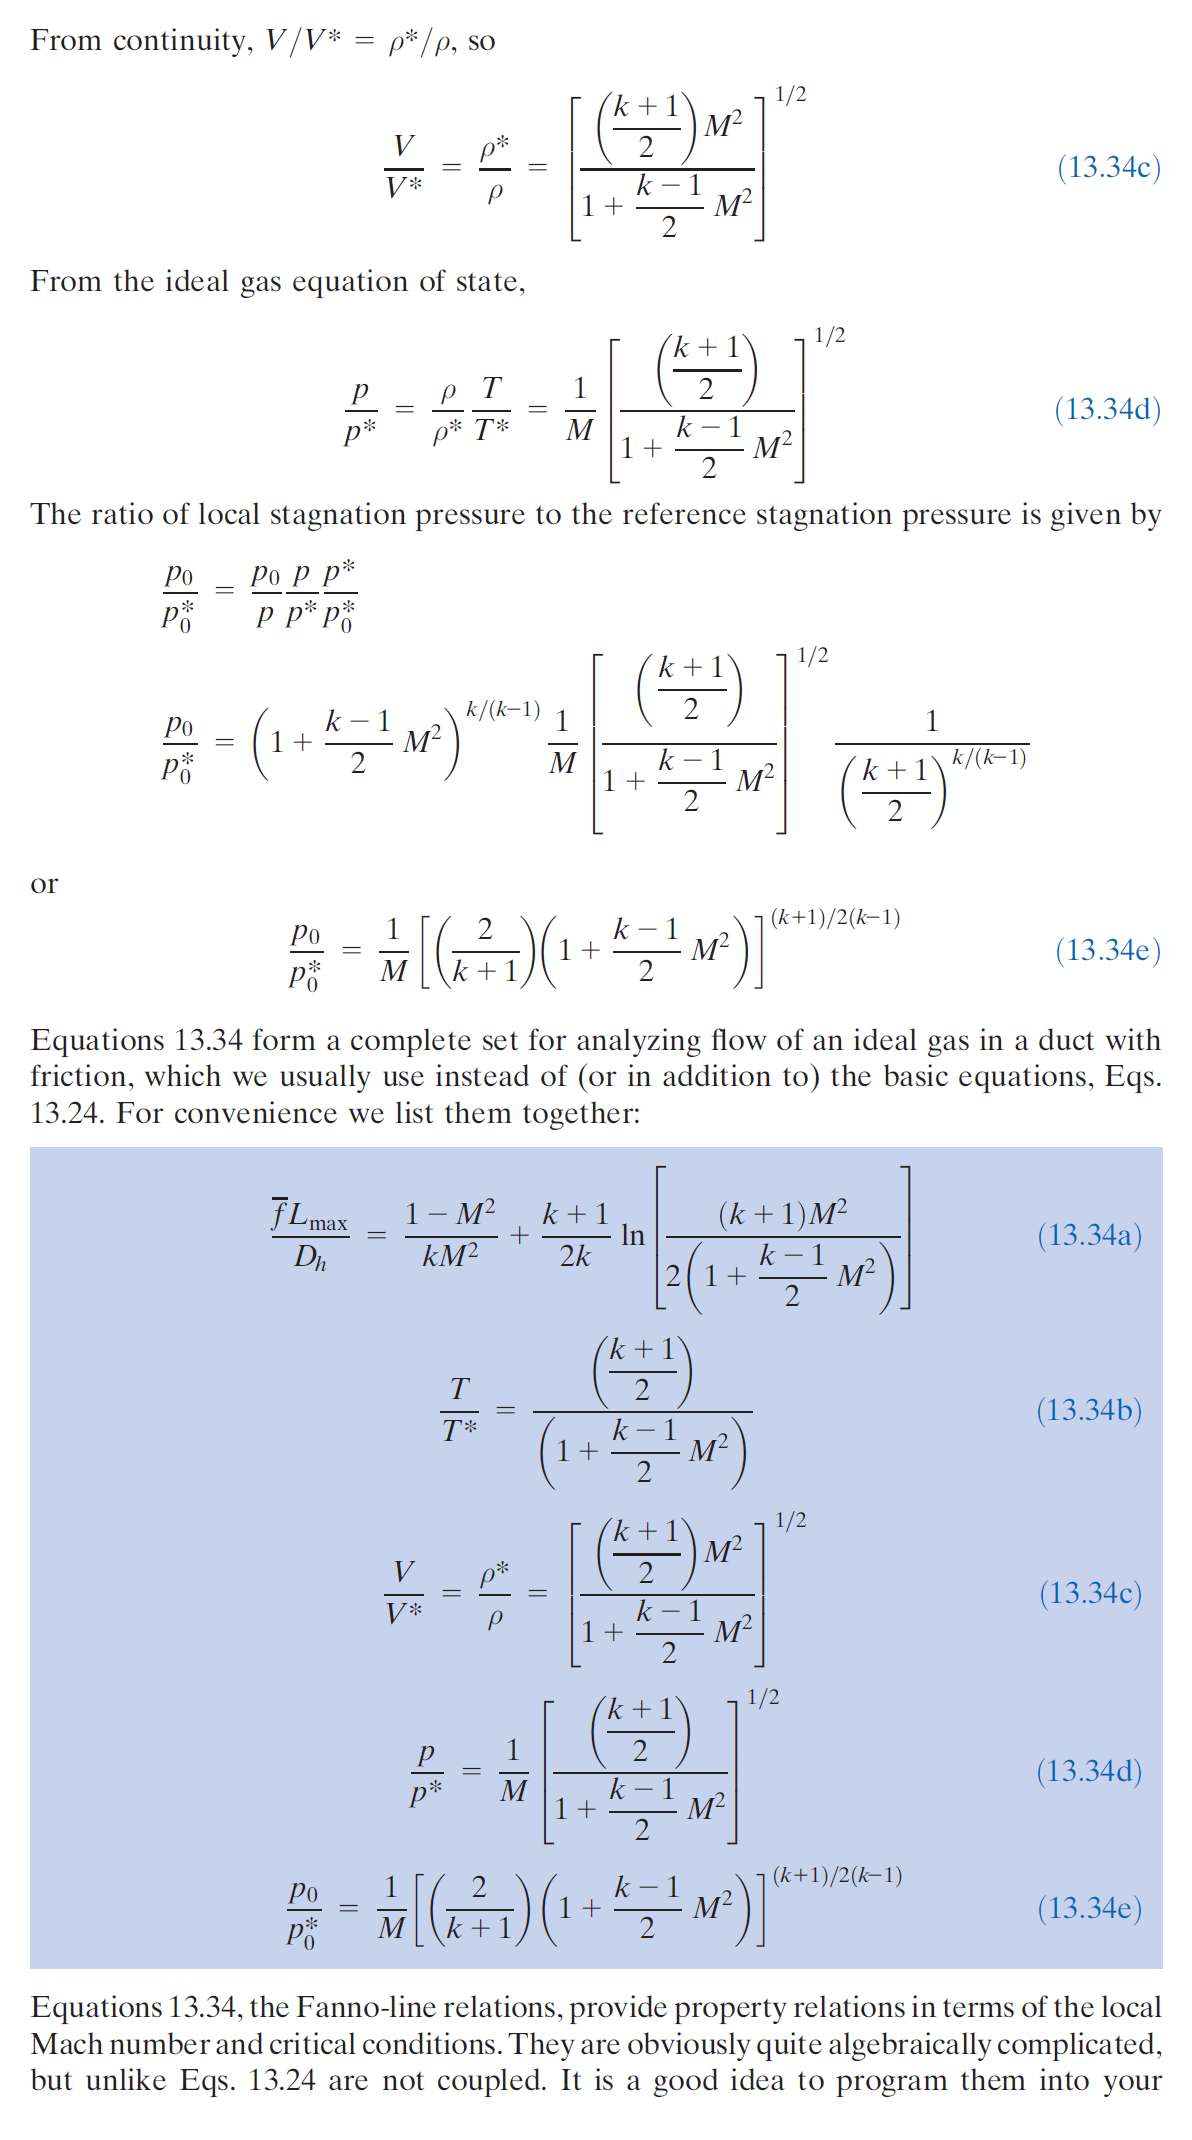 From continuity, V/V* = ρ*/ρ, so
\frac{V}{V*} = \frac{ρ*}{ρ} = \left[\frac{\left(\frac{k+1}{2}\right)M^2}{1+\frac{k-1}{2}M^2}\right]^{1/2} (13.34c)
From the ideal gas equation of state,
\frac{p}{p*} = \frac{ρ}{ρ*}\frac{T}{T*} = \frac{1}{M}\left[\frac{\left(\frac{k+1}{2}\right)}{1+\frac{k-1}{2}M^2}\right]^{1/2} (13.34d)
The ratio of local stagnation pressure to the reference stagnation pressure is given by
\frac{p_0}{p_0^*} = \frac{p_0}{p}\frac{p}{p*}\frac{p*}{p_0^*}
\frac{p_0}{p_0^*} = \left(1+\frac{k-1}{2}M^2\right)^{k/(k-1)}\frac{1}{M}\left[\frac{\left(\frac{k+1}{2}\right)}{1+\frac{k-1}{2}M^2}\right]^{1/2}\frac{1}{\left(\frac{k+1}{2}\right)^{k/(k-1)}}
or
\frac{p_0}{p_0^*} = \frac{1}{M}\left[\left(\frac{2}{k+1}\right)\left(1+\frac{k-1}{2}M^2\right)\right]^{(k+1)/2(k-1)} (13.34e)
Equations 13.34 form a complete set for analyzing flow of an ideal gas in a duct with
friction, which we usually use instead of (or in addition to) the basic equations, Eqs.
13.24. For convenience we list them together:
\frac{\overline{f}L_{max}}{D_h} = \frac{1-M^2}{kM^2}+\frac{k+1}{2k}\ln\left[\frac{(k+1)M^2}{2\left(1+\frac{k-1}{2}M^2\right)}\right] (13.34a)
\frac{T}{T*} = \frac{\left(\frac{k+1}{2}\right)}{\left(1+\frac{k-1}{2}M^2\right)} (13.34b)
\frac{V}{V*} = \frac{ρ*}{ρ} = \left[\frac{\left(\frac{k+1}{2}\right)M^2}{1+\frac{k-1}{2}M^2}\right]^{1/2} (13.34c)
\frac{p}{p*} = \frac{1}{M}\left[\frac{\left(\frac{k+1}{2}\right)}{1+\frac{k-1}{2}M^2}\right]^{1/2} (13.34d)
\frac{p_0}{p_0^*} = \frac{1}{M}\left[\left(\frac{2}{k+1}\right)\left(1+\frac{k-1}{2}M^2\right)\right]^{(k+1)/2(k-1)} (13.34e)
Equations 13.34, the Fanno-line relations, provide property relations in terms of the local
Mach number and critical conditions. They are obviously quite algebraically complicated,
but unlike Eqs. 13.24 are not coupled. It is a good idea to program them into your